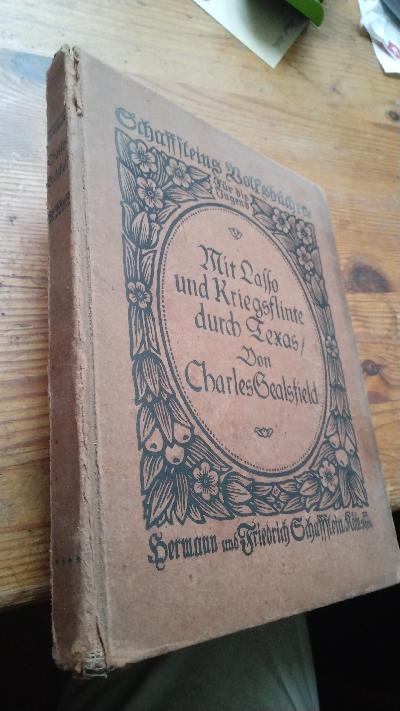 Schaffsteins Volksbücher
Für die
Jugend
Mit Lasso
und Kriegsflinte
durch Texas/
Von
Charles Sealsfield
Hermann und Friedrich Schaffstein Köln